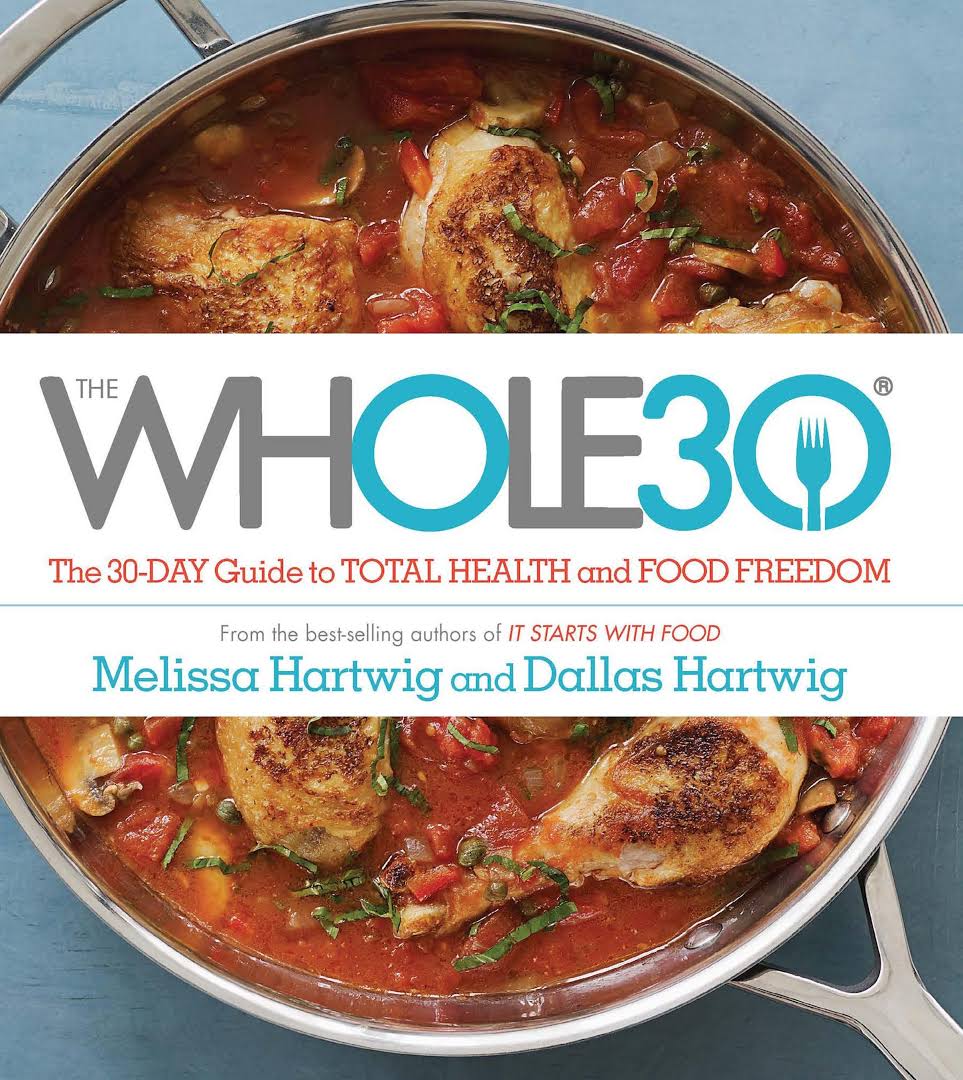 THE
WHOLE30®
The 30-DAY Guide to TOTAL HEALTH and FOOD FREEDOM
From the best-selling authors of IT STARTS WITH FOOD
Melissa Hartwig and Dallas Hartwig